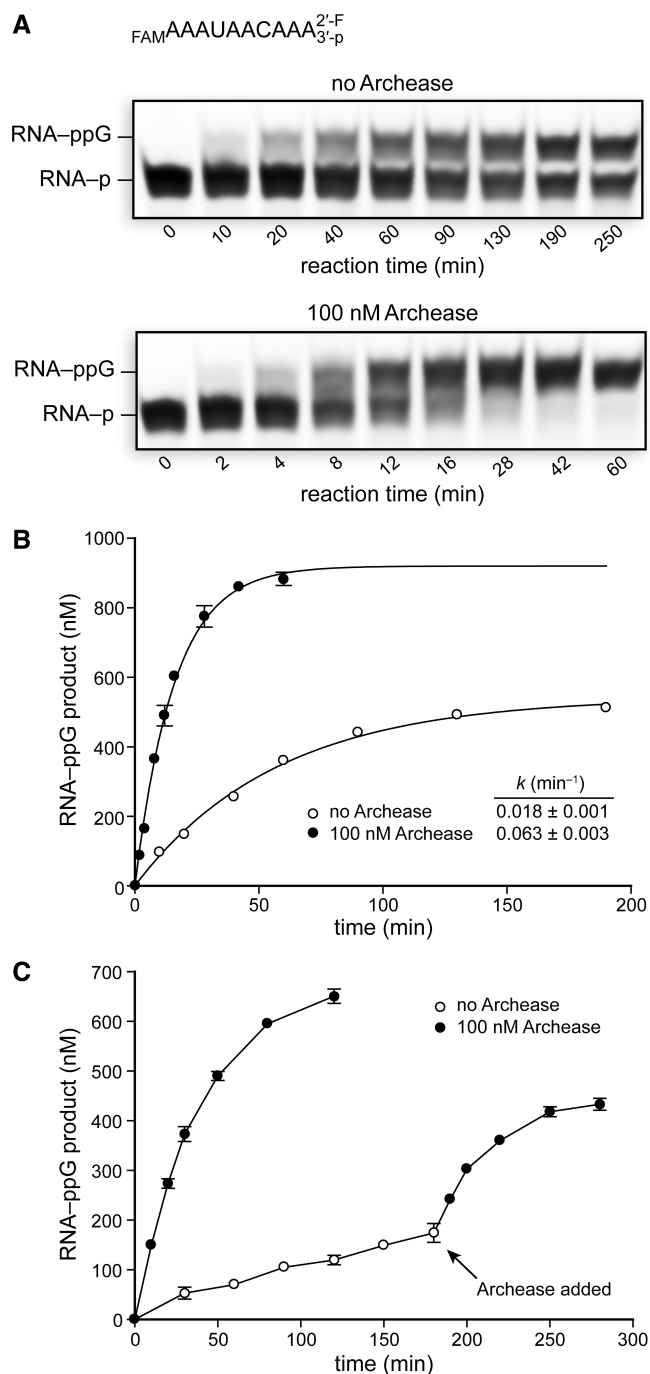 A
FAMAAAUAACAAA2′-F 3′-p
no Archease
RNA–ppG
RNA–p
0 10 20 40 60 90 130 190 250
reaction time (min)
100 nM Archease
RNA–ppG
RNA–p
0 2 4 8 12 16 28 42 60
reaction time (min)
B
RNA–ppG product (nM)
1000
800
600
400
200
0
k (min–1)
no Archease 0.018 ± 0.001
100 nM Archease 0.063 ± 0.003
0 50 100 150 200
time (min)
C
RNA–ppG product (nM)
700
600
500
400
300
200
100
0
no Archease
100 nM Archease
Archease added
0 50 100 150 200 250 300
time (min)